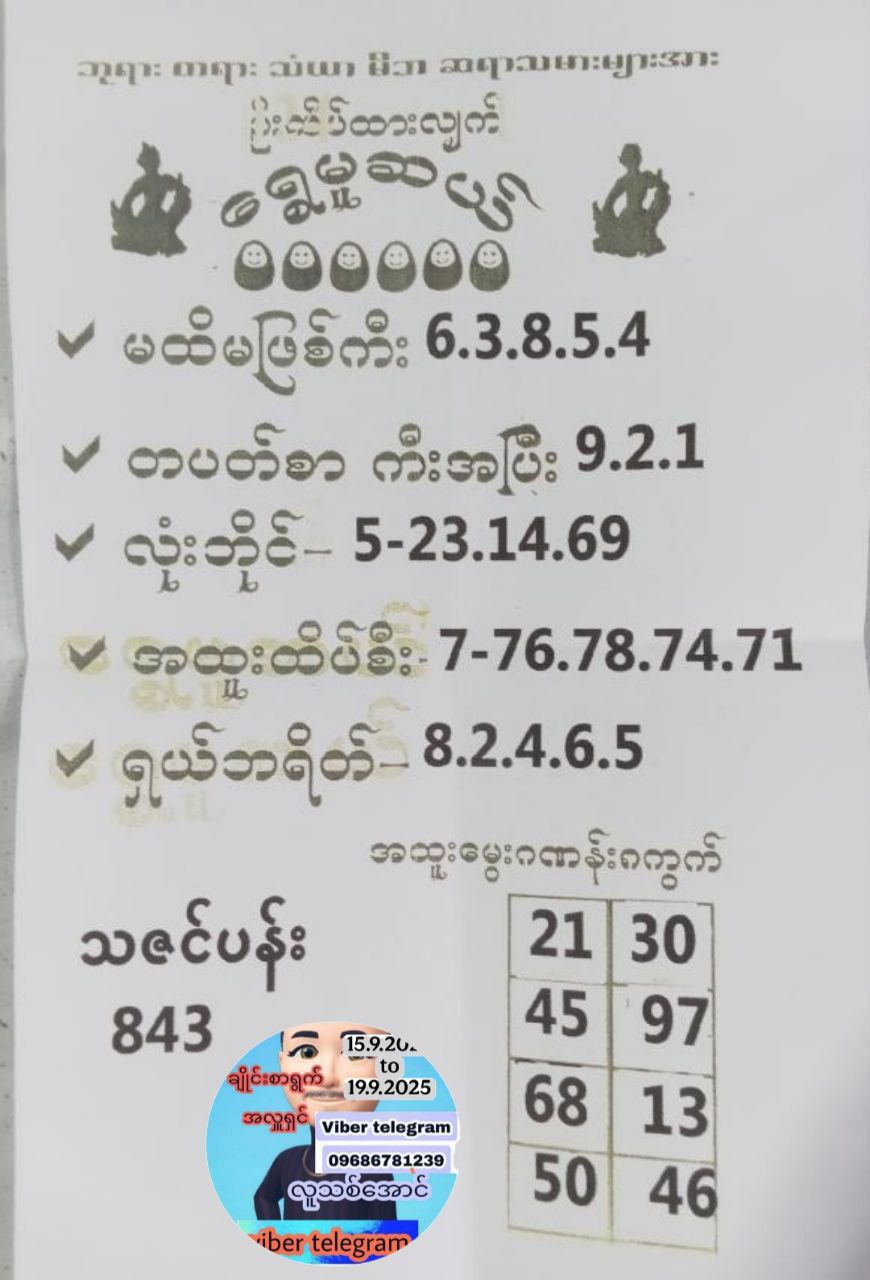 ဘုရား တရား သံဃာ မိဘ ဆရာသမားများအား
ဦးထိပ်ထားလျှက်
ရွှေမူဆယ်
မထိမဖြစ်ကီး 6.3.8.5.4
တပတ်စာ ကီးအပြီး 9.2.1
လုံးဘိုင်– 5-23.14.69
အထူးထိပ်စီး- 7-76.78.74.71
ရှယ်ဘရိတ်– 8.2.4.6.5
အထူးမွေးဂဏန်း၈ကွက်
သဇင်ပန်း
843
21 30
45 97
68 13
50 46
15.9.202
to
19.9.2025
ချိုင်းစာရွက်
အလှူရှင်
Viber telegram
09686781239
လူသစ်အောင်
viber telegram